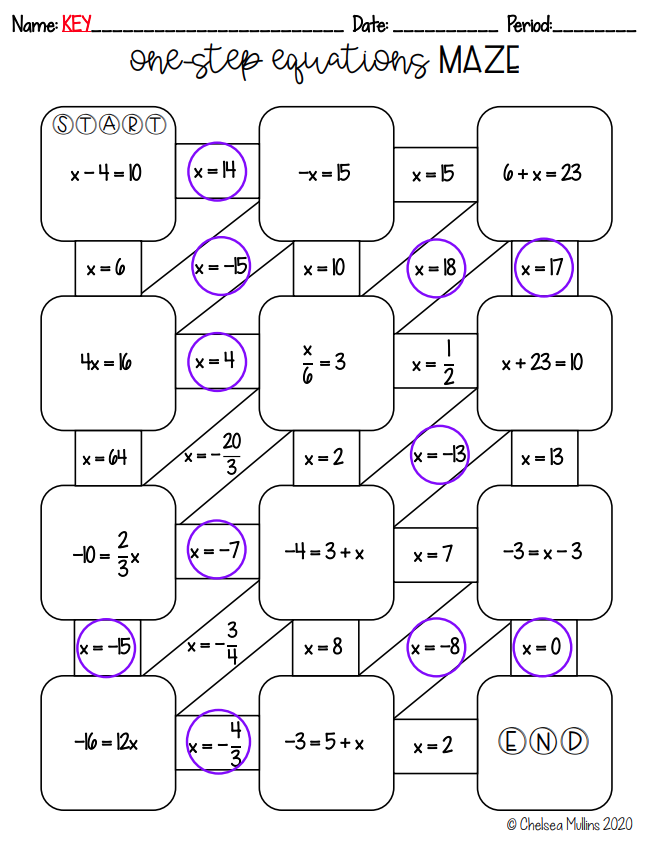 Name: KEY__________________________ Date: __________ Period:________
one-step equations MAZE
START
x - 4 = 10
x = 14
-x = 15
x = 15
6 + x = 23
x = 6
x = -15
x = 10
x = 18
x = 17
4x = 16
x = 4
x/6 = 3
x = 1/2
x + 23 = 10
x = 64
x = -20/3
x = 2
x = -13
x = 13
-10 = 2/3x
x = -7
-4 = 3 + x
x = 7
-3 = x - 3
x = -15
x = -3/4
x = 8
x = -8
x = 0
-16 = 12x
x = -4/3
-3 = 5 + x
x = 2
END
© Chelsea Mullins 2020